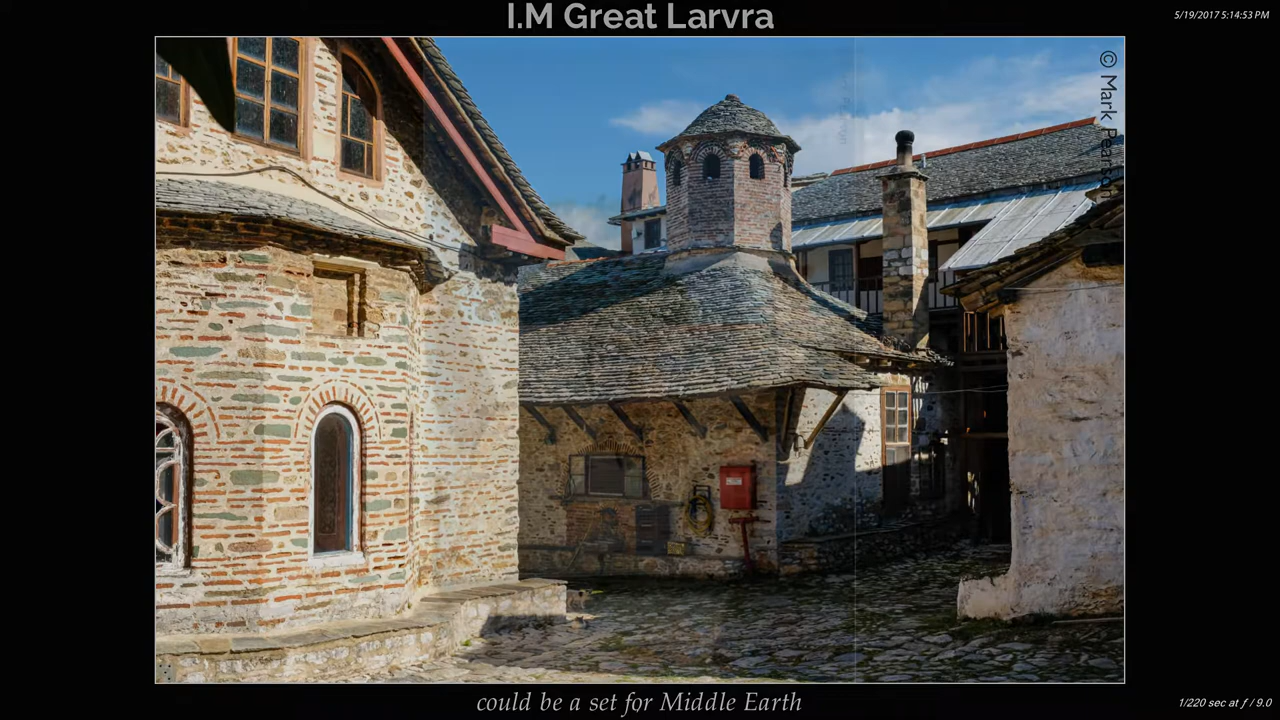 I.M Great Larvra
5/19/2017 5:14:53 PM
© Mark Pearson
could be a set for Middle Earth
1/220 sec at ƒ / 9.0